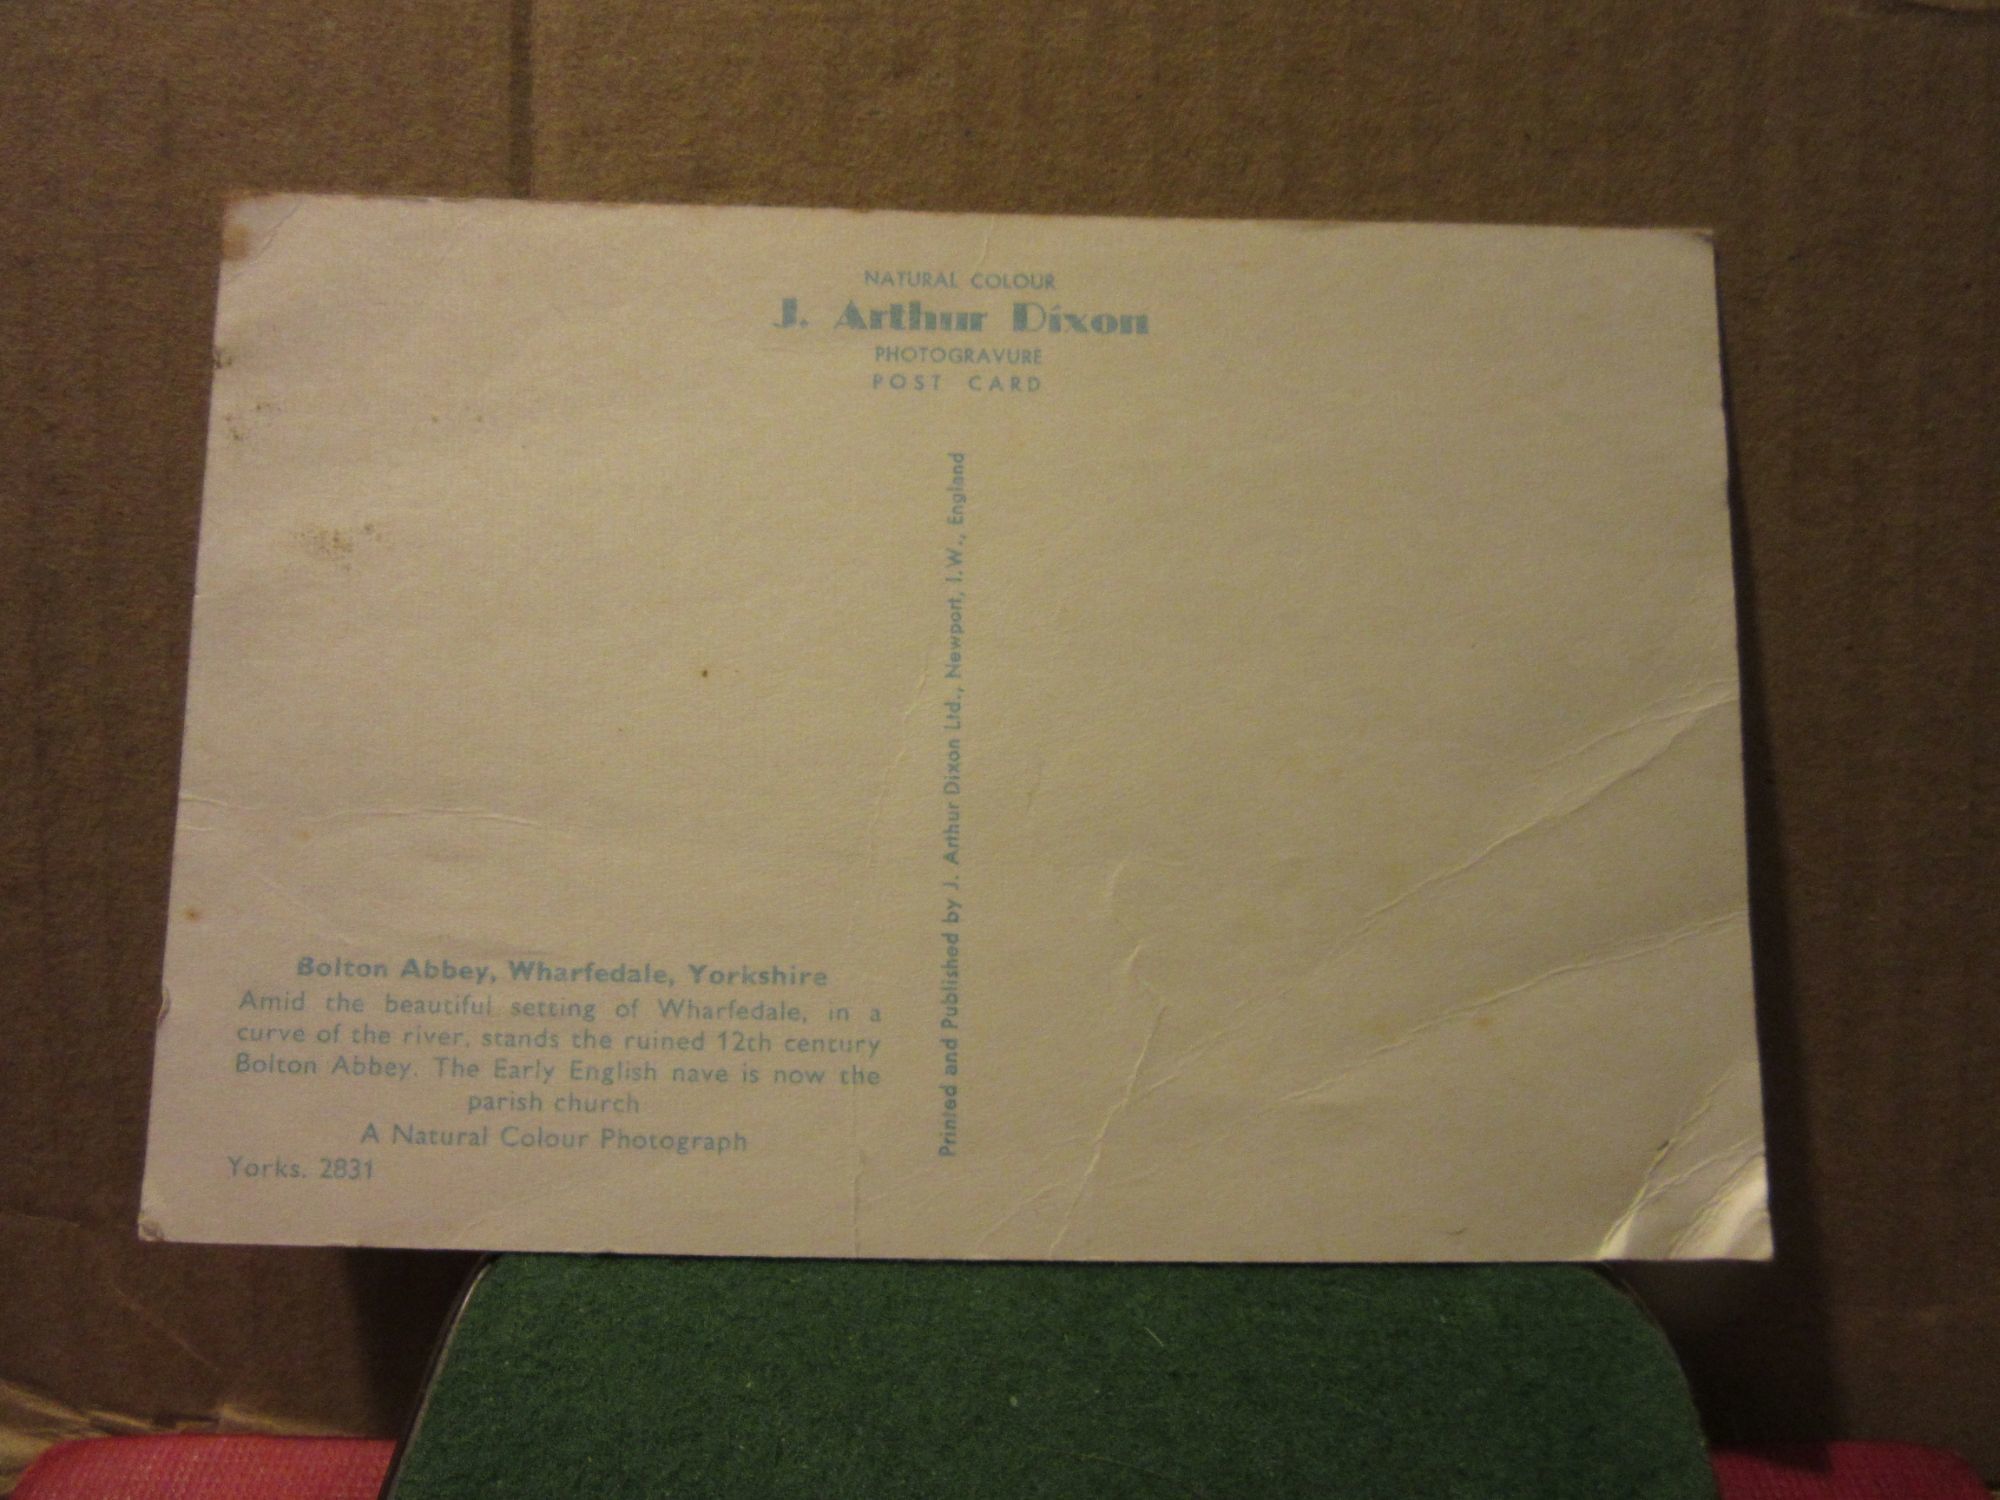 NATURAL COLOUR
J. Arthur Dixon
PHOTOGRAVURE
POST CARD
Printed and Published by J. Arthur Dixon Ltd., Newport, I.W., England
Bolton Abbey, Wharfedale, Yorkshire
Amid the beautiful setting of Wharfedale, in a
curve of the river, stands the ruined 12th century
Bolton Abbey. The Early English nave is now the
parish church
A Natural Colour Photograph
Yorks. 2831